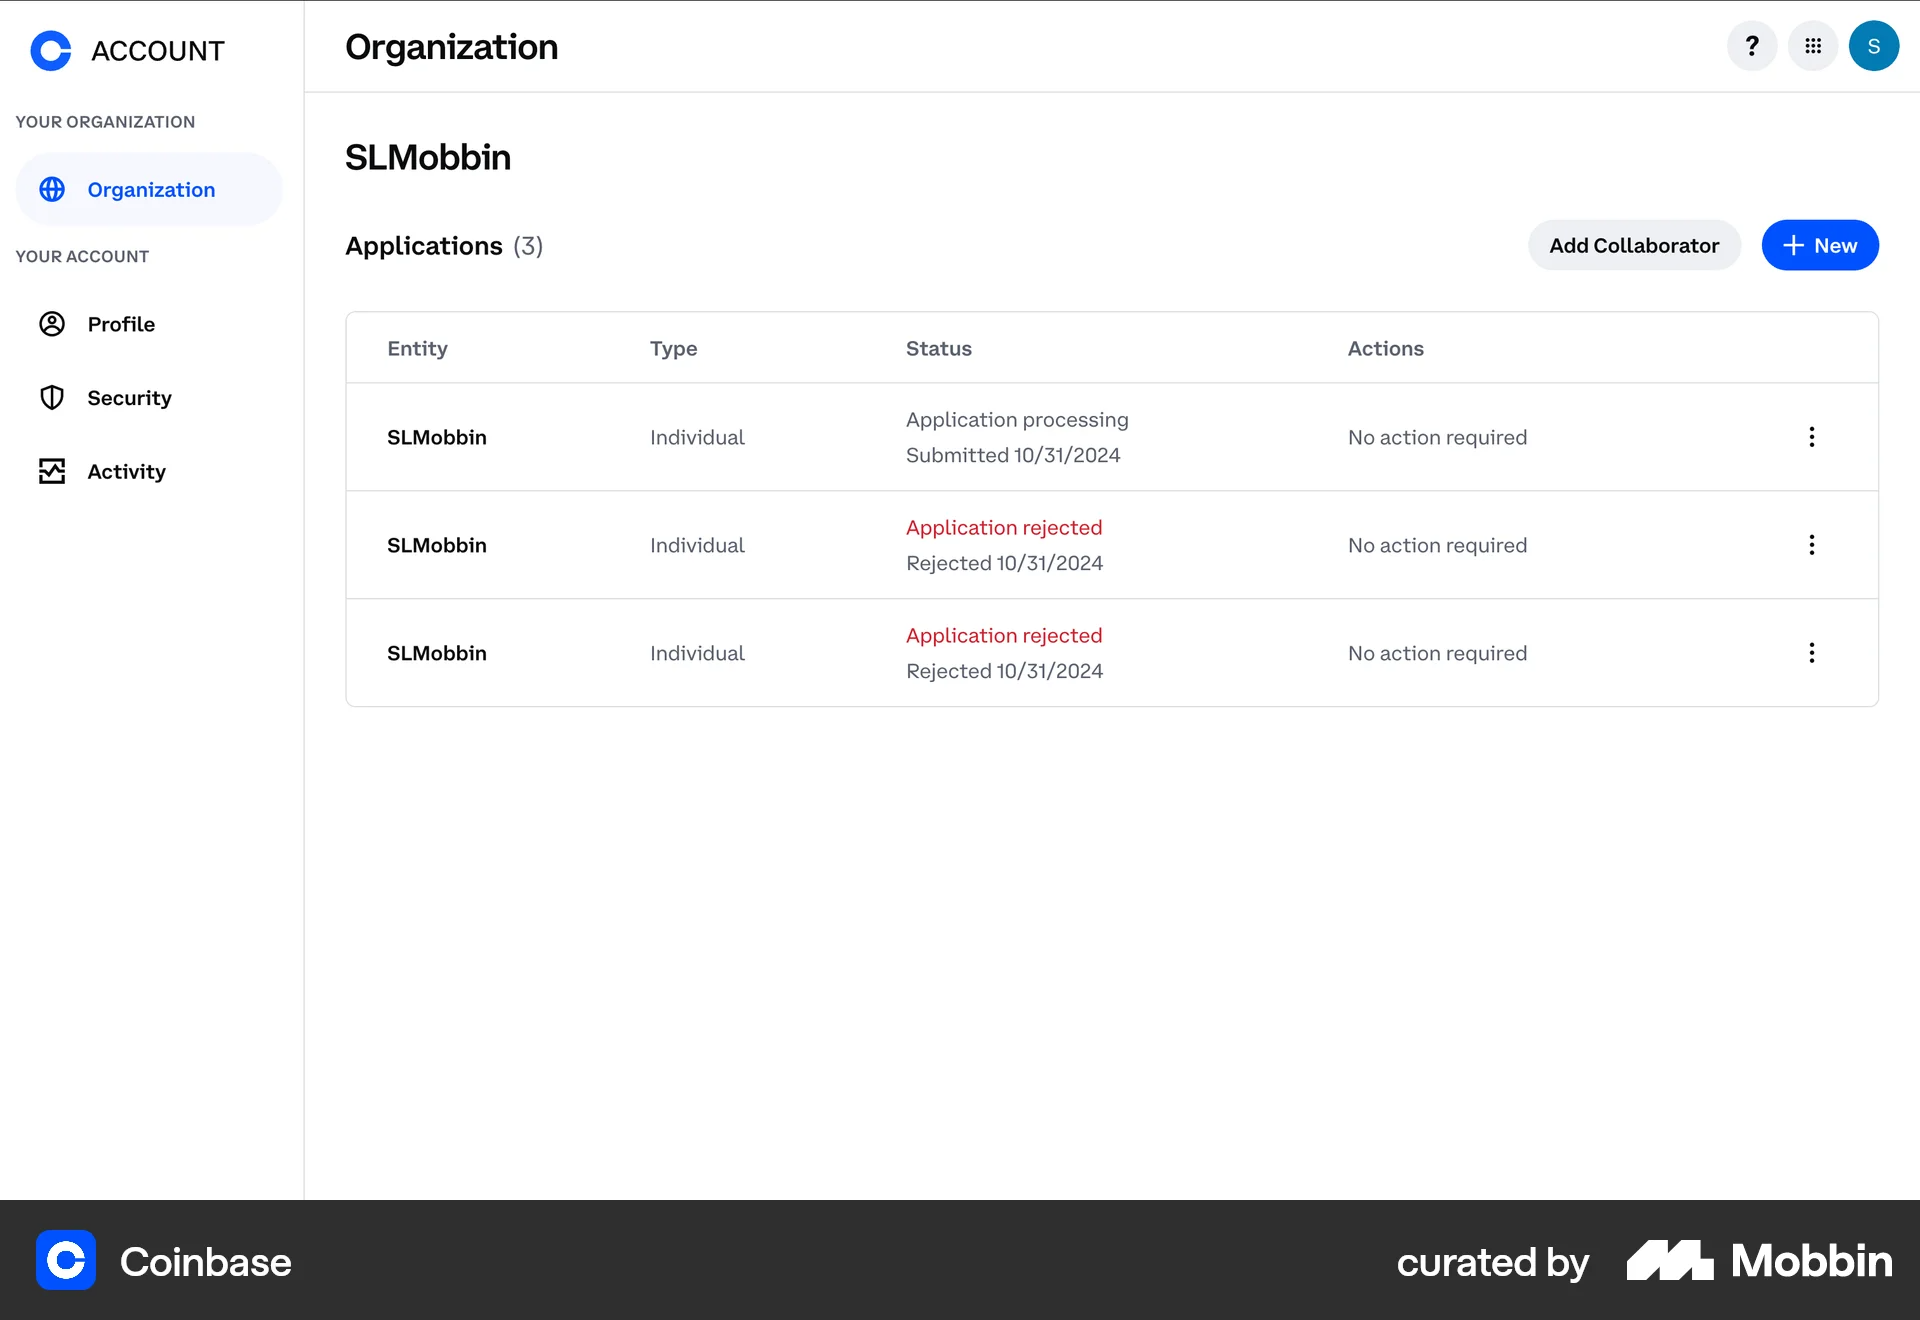 ACCOUNT
YOUR ORGANIZATION
Organization
YOUR ACCOUNT
Profile
Security
Activity
Organization
?
S
SLMobbin
Applications (3)
Add Collaborator
+ New
Entity Type Status Actions
SLMobbin Individual Application processing No action required
Submitted 10/31/2024
SLMobbin Individual Application rejected No action required
Rejected 10/31/2024
SLMobbin Individual Application rejected No action required
Rejected 10/31/2024
Coinbase
curated by Mobbin